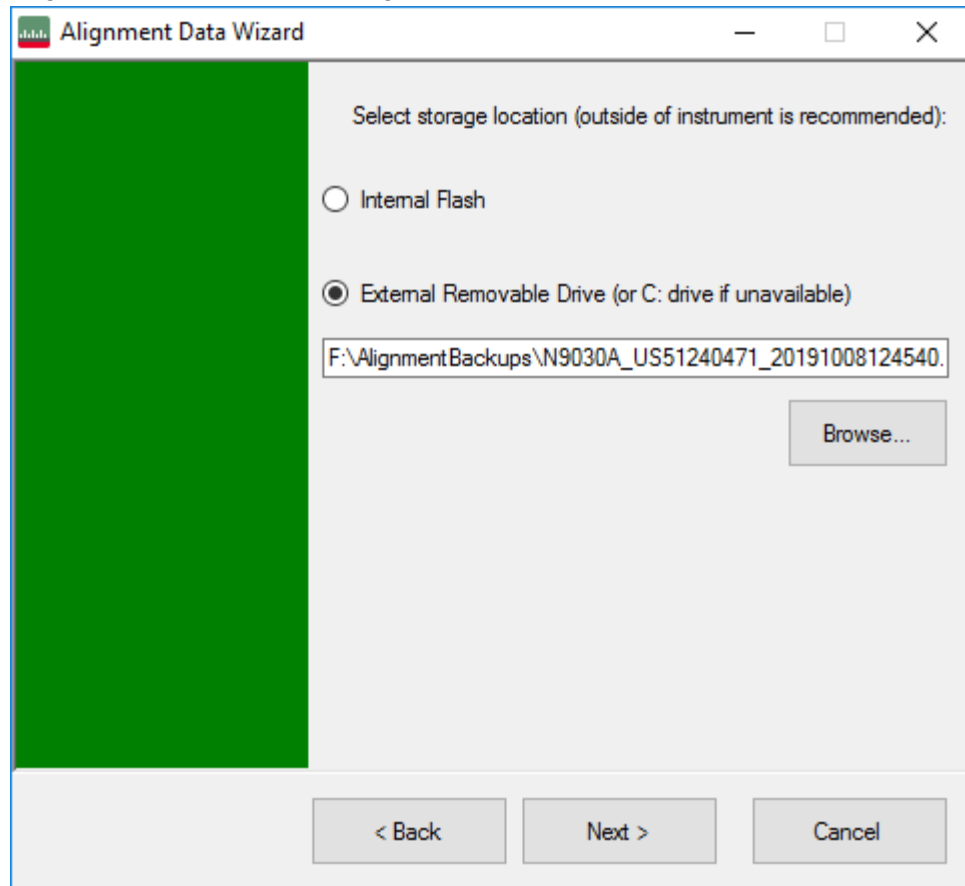 Alignment Data Wizard
Select storage location (outside of instrument is recommended):
Internal Flash
External Removable Drive (or C: drive if unavailable)
F:\AlignmentBackups\N9030A_US51240471_20191008124540.
Browse...
< Back
Next >
Cancel